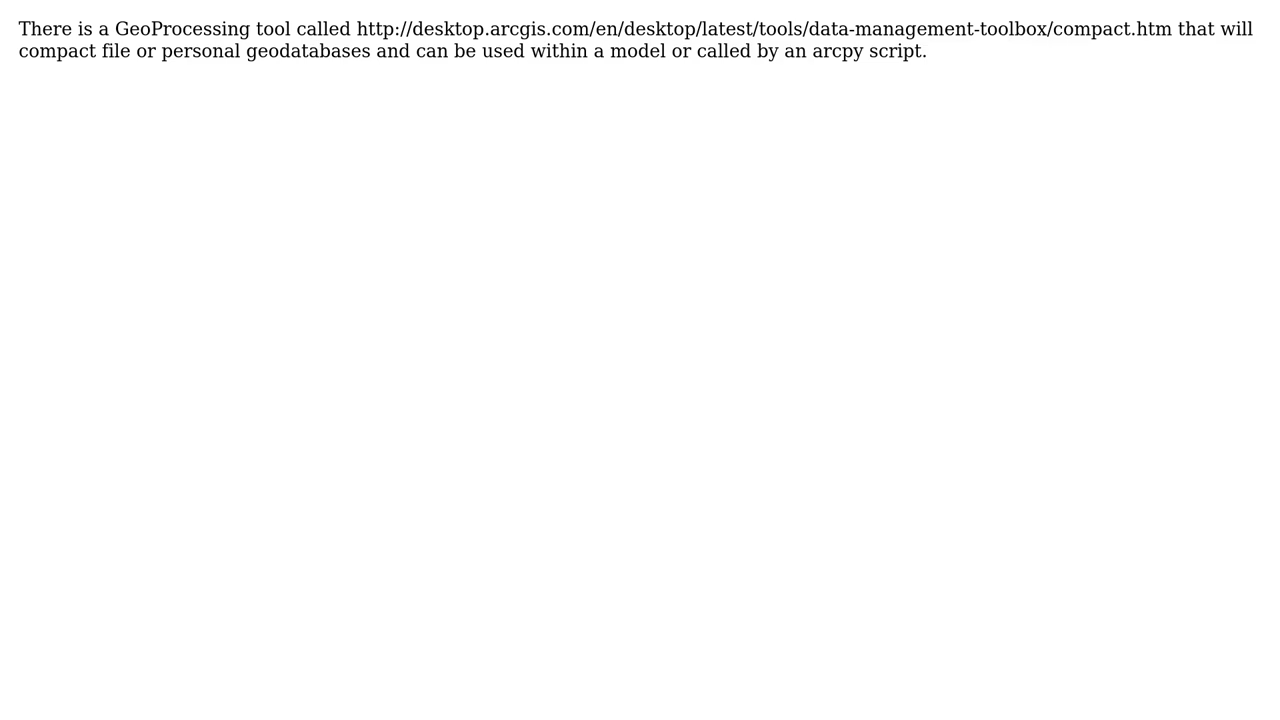 There is a GeoProcessing tool called http://desktop.arcgis.com/en/desktop/latest/tools/data-management-toolbox/compact.htm that will
compact file or personal geodatabases and can be used within a model or called by an arcpy script.